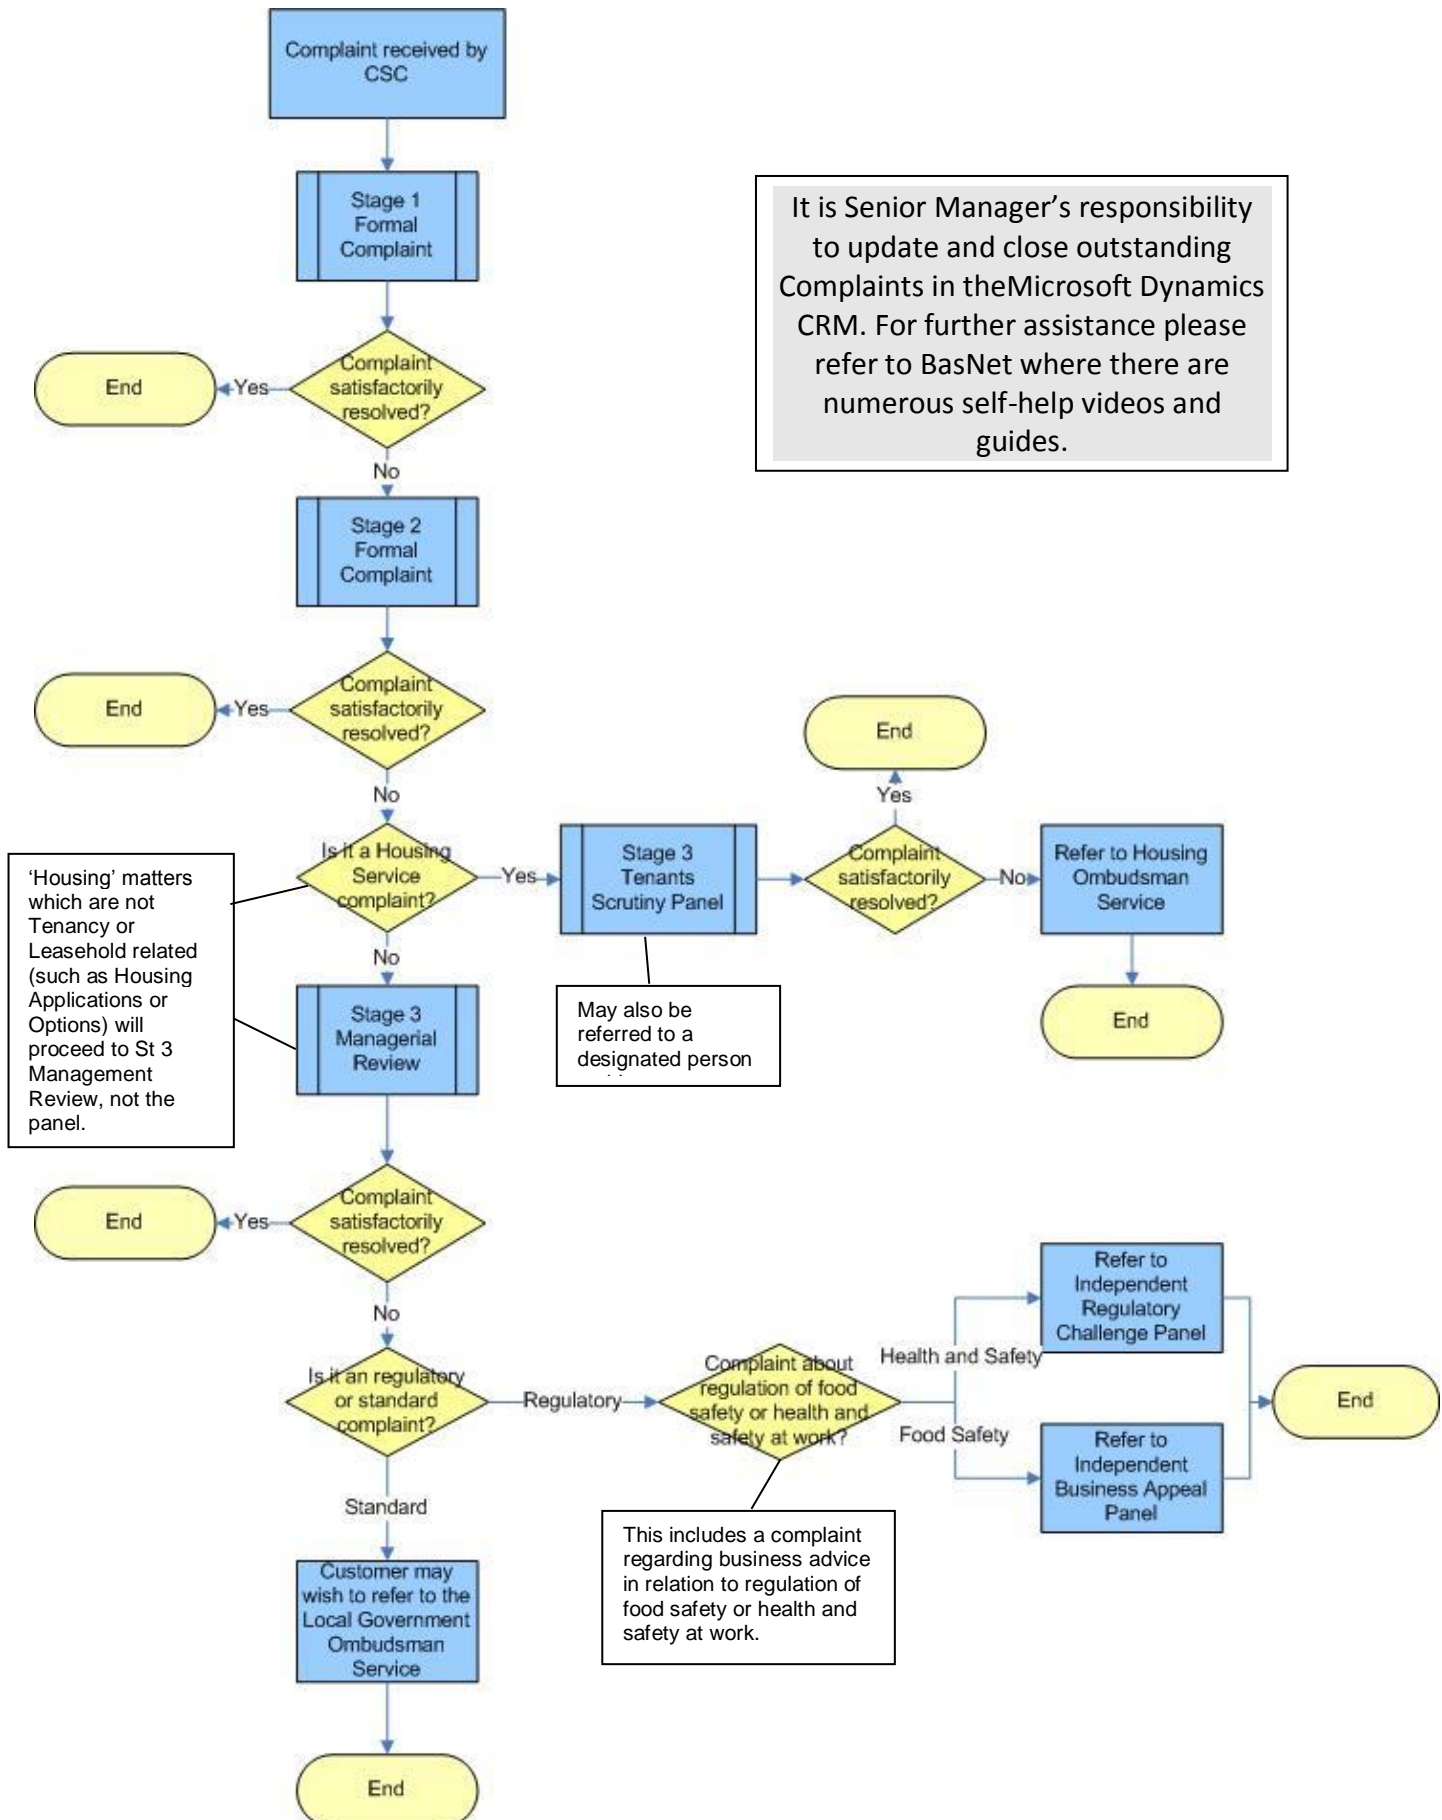 Complaint received by
CSC
Stage 1
Formal
Complaint
It is Senior Manager’s responsibility
to update and close outstanding
Complaints in theMicrosoft Dynamics
CRM. For further assistance please
refer to BasNet where there are
numerous self-help videos and
guides.
Complaint
satisfactorily
resolved?
Yes
End
No
Stage 2
Formal
Complaint
Complaint
satisfactorily
resolved?
Yes
End
No
Is it a Housing
Service
complaint?
Yes
Stage 3
Tenants
Scrutiny Panel
Complaint
satisfactorily
resolved?
Yes
End
No
Refer to Housing
Ombudsman
Service
End
‘Housing’ matters
which are not
Tenancy or
Leasehold related
(such as Housing
Applications or
Options) will
proceed to St 3
Management
Review, not the
panel.
May also be
referred to a
designated person
No
Stage 3
Managerial
Review
Complaint
satisfactorily
resolved?
Yes
End
No
Is it an regulatory
or standard
complaint?
Regulatory
Complaint about
regulation of food
safety or health and
safety at work?
Health and Safety
Refer to
Independent
Regulatory
Challenge Panel
Food Safety
Refer to
Independent
Business Appeal
Panel
End
This includes a complaint
regarding business advice
in relation to regulation of
food safety or health and
safety at work.
Standard
Customer may
wish to refer to the
Local Government
Ombudsman
Service
End